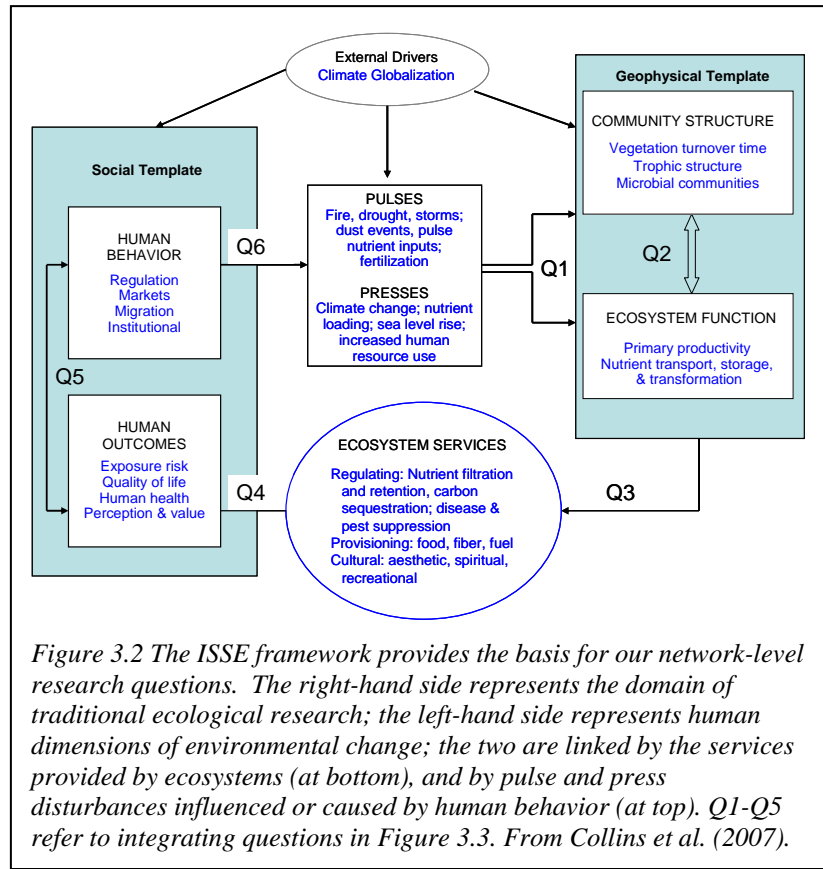 External Drivers
Climate Globalization
Geophysical Template
COMMUNITY STRUCTURE
Vegetation turnover time
Trophic structure
Microbial communities
Social Template
PULSES
Fire, drought, storms;
dust events, pulse
nutrient inputs;
fertilization
PRESSES
Climate change; nutrient
loading; sea level rise;
increased human
resource use
HUMAN
BEHAVIOR
Regulation
Markets
Migration
Institutional
Q6
Q1
Q2
ECOSYSTEM FUNCTION
Primary productivity
Nutrient transport, storage,
& transformation
Q5
HUMAN
OUTCOMES
Exposure risk
Quality of life
Human health
Perception & value
Q4
ECOSYSTEM SERVICES
Regulating: Nutrient filtration
and retention, carbon
sequestration; disease &
pest suppression
Provisioning: food, fiber, fuel
Cultural: aesthetic, spiritual,
recreational
Q3
Figure 3.2 The ISSE framework provides the basis for our network-level
research questions. The right-hand side represents the domain of
traditional ecological research; the left-hand side represents human
dimensions of environmental change; the two are linked by the services
provided by ecosystems (at bottom), and by pulse and press
disturbances influenced or caused by human behavior (at top). Q1-Q5
refer to integrating questions in Figure 3.3. From Collins et al. (2007).